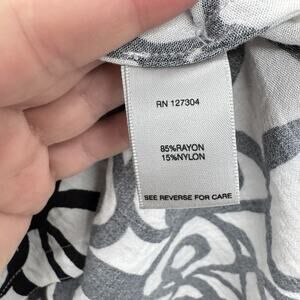 RN 127304
85%RAYON
15%NYLON
SEE REVERSE FOR CARE